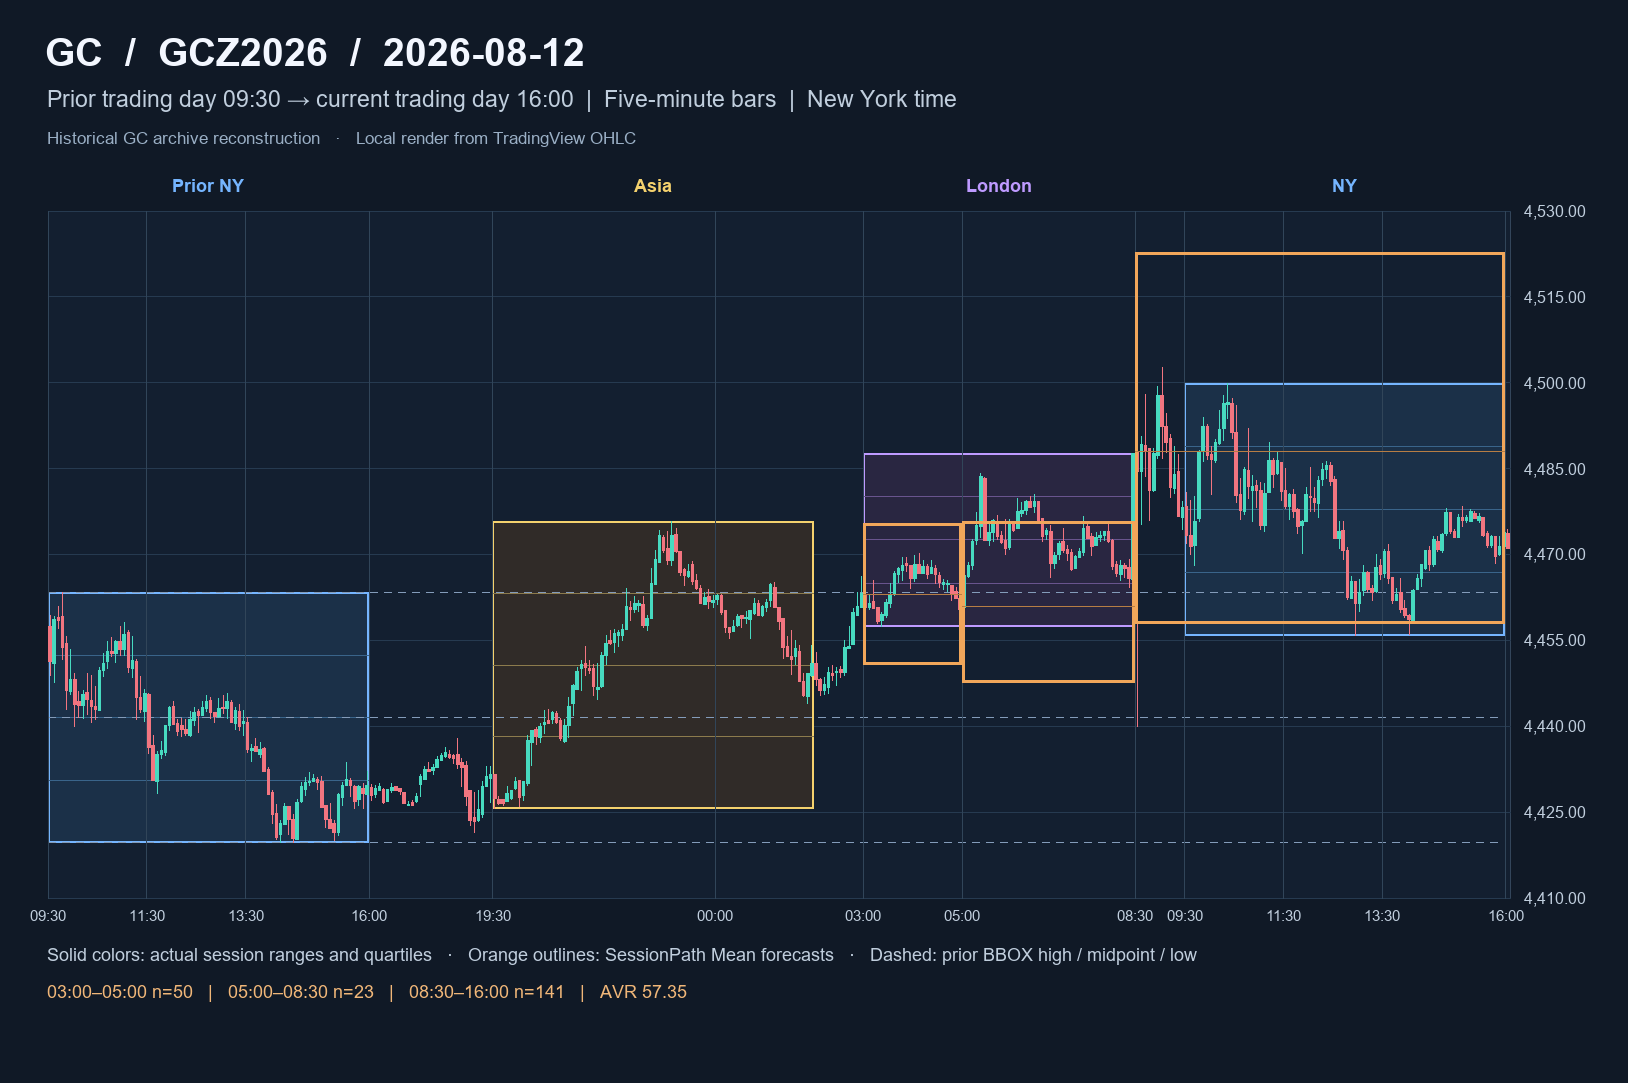 GC / GCZ2026 / 2026-08-12
Prior trading day 09:30 → current trading day 16:00 | Five-minute bars | New York time
Historical GC archive reconstruction · Local render from TradingView OHLC
Prior NY Asia London NY
4,530.00
4,515.00
4,500.00
4,485.00
4,470.00
4,455.00
4,440.00
4,425.00
4,410.00
09:30 11:30 13:30 16:00 19:30 00:00 03:00 05:00 08:30 09:30 11:30 13:30 16:00
Solid colors: actual session ranges and quartiles · Orange outlines: SessionPath Mean forecasts · Dashed: prior BBOX high / midpoint / low
03:00–05:00 n=50 | 05:00–08:30 n=23 | 08:30–16:00 n=141 | AVR 57.35